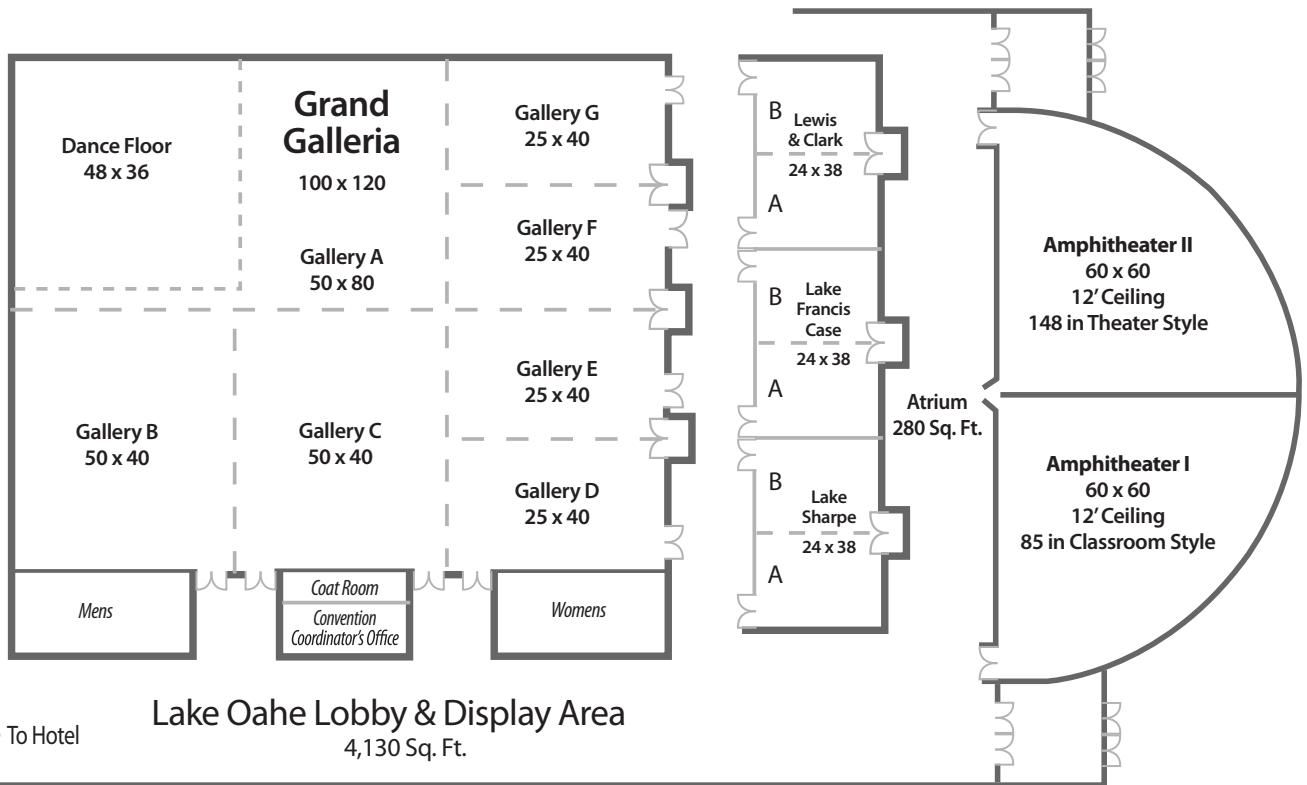 Dance Floor
48 x 36
Grand
Galleria
100 x 120
Gallery A
50 x 80
Gallery G
25 x 40
Gallery F
25 x 40
Gallery B
50 x 40
Gallery C
50 x 40
Gallery E
25 x 40
Gallery D
25 x 40
Mens
Coat Room
Convention
Coordinator's Office
Womens
B
Lewis
& Clark
24 x 38
A
B
Lake
Francis
Case
24 x 38
A
B
Lake
Sharpe
24 x 38
A
Atrium
280 Sq. Ft.
Amphitheater II
60 x 60
12' Ceiling
148 in Theater Style
Amphitheater I
60 x 60
12' Ceiling
85 in Classroom Style
Lake Oahe Lobby & Display Area
4,130 Sq. Ft.
To Hotel